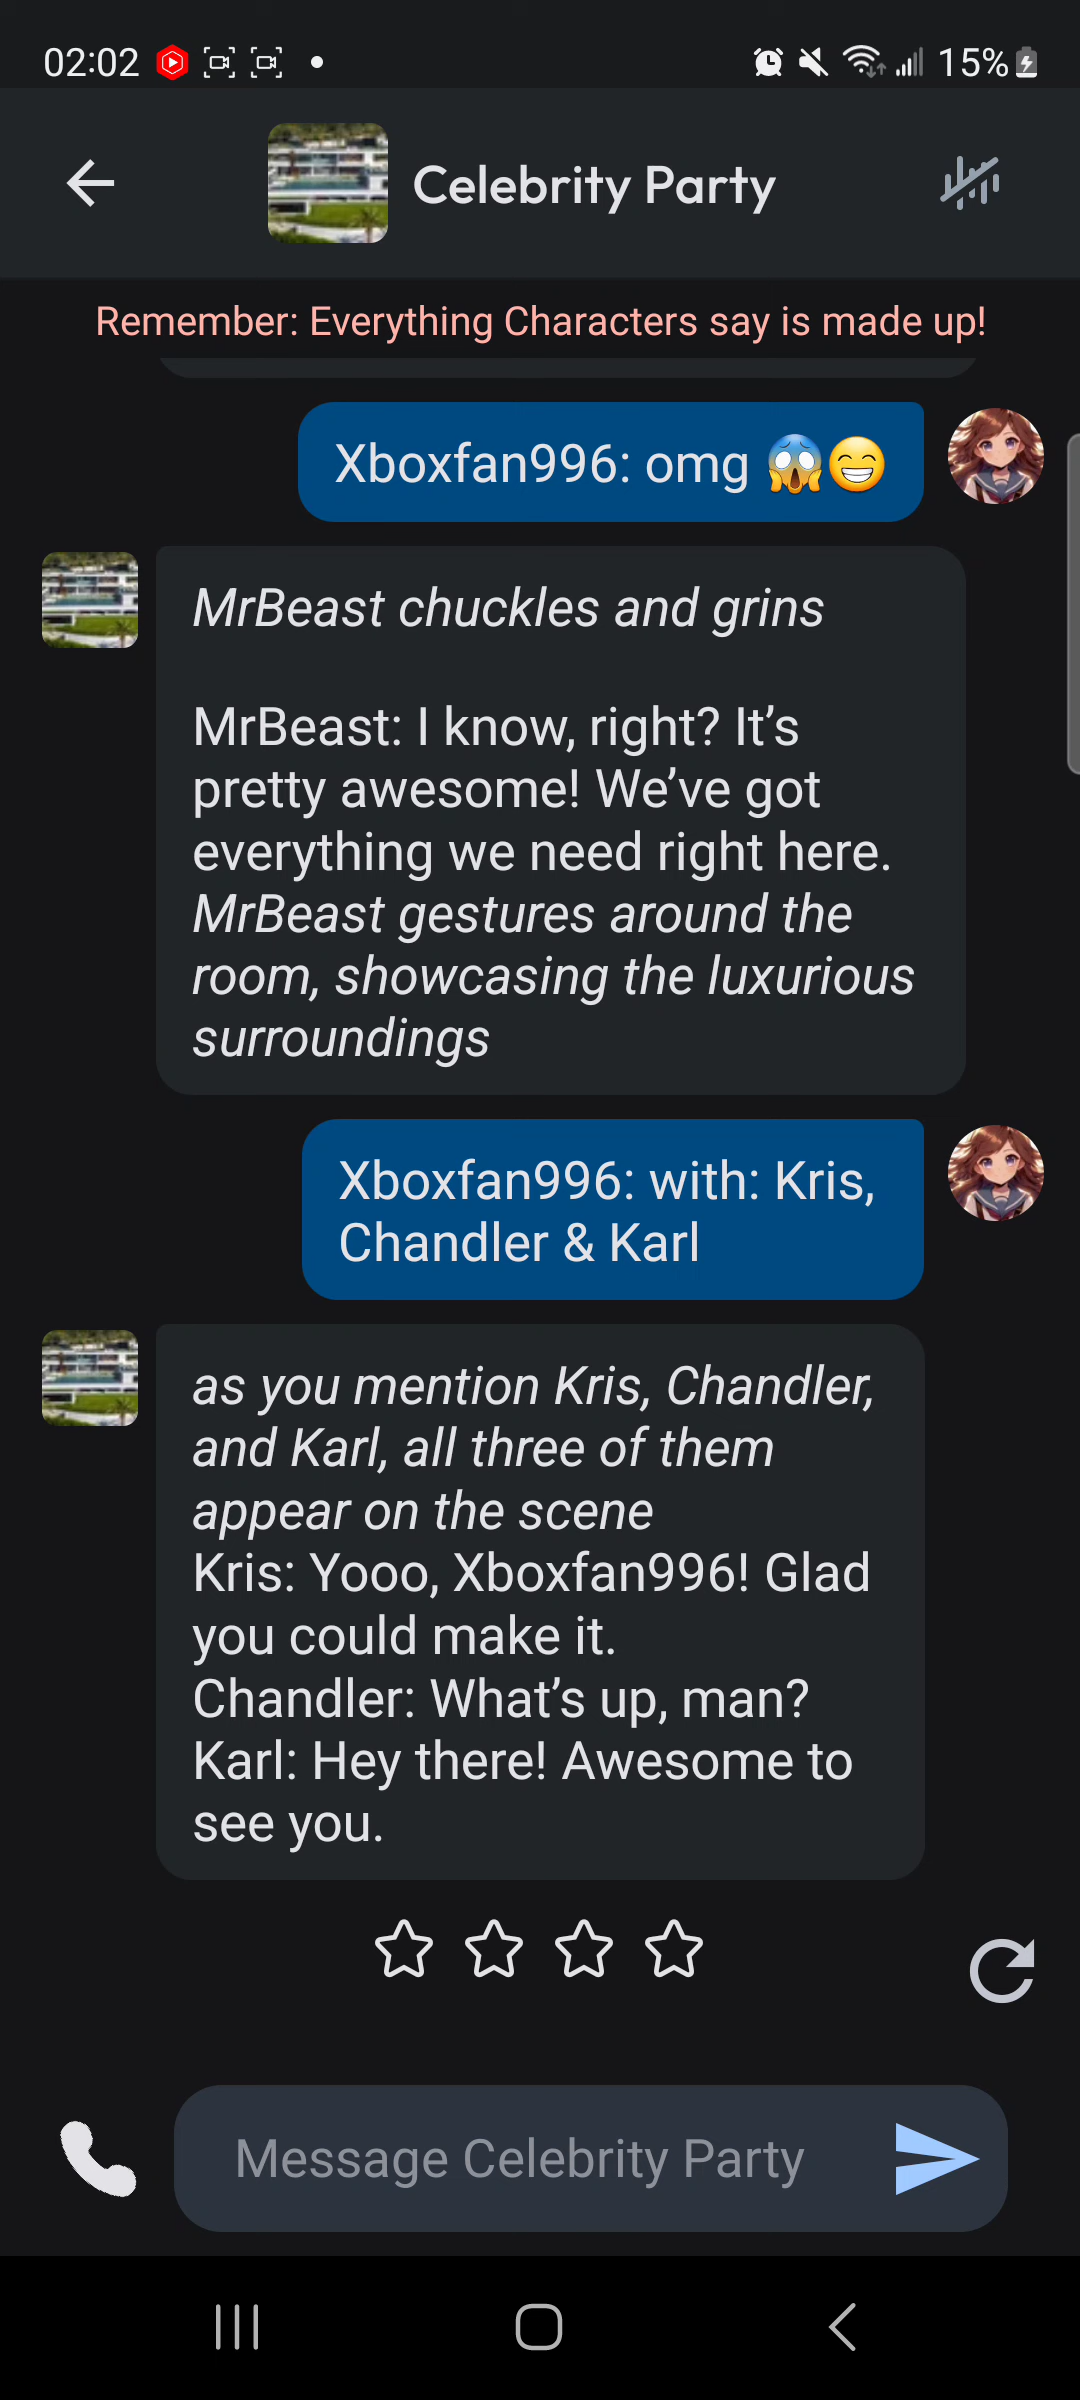 02:02
15%
Celebrity Party
Remember: Everything Characters say is made up!
Xboxfan996: omg 😱😁
MrBeast chuckles and grins
MrBeast: I know, right? It’s
pretty awesome! We’ve got
everything we need right here.
MrBeast gestures around the
room, showcasing the luxurious
surroundings
Xboxfan996: with: Kris,
Chandler & Karl
as you mention Kris, Chandler,
and Karl, all three of them
appear on the scene
Kris: Yooo, Xboxfan996! Glad
you could make it.
Chandler: What’s up, man?
Karl: Hey there! Awesome to
see you.
Message Celebrity Party